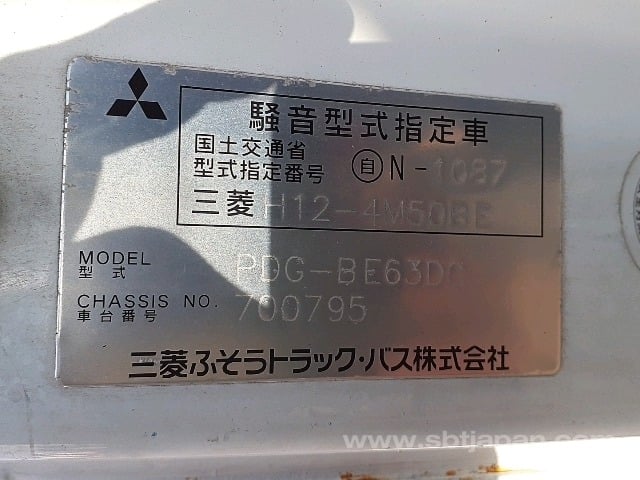 騒音型式指定車
国土交通省
型式指定番号 自 N-1087
三菱 H12-4M50BE
MODEL
型式
PDG-BE63DG
CHASSIS NO.
車台番号
700795
三菱ふそうトラック・バス株式会社
www.sbtjapan.com